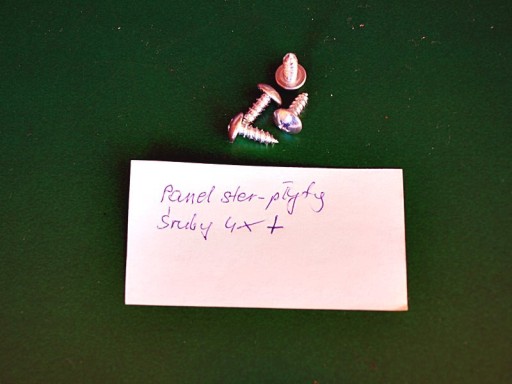 Panel ster-płyty
Śruby 4x +